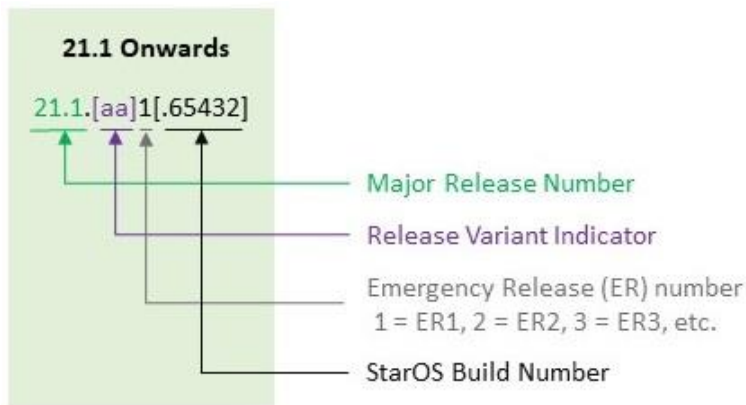 21.1 Onwards
21.1.[aa]1[.65432]
Major Release Number
Release Variant Indicator
Emergency Release (ER) number
1 = ER1, 2 = ER2, 3 = ER3, etc.
StarOS Build Number